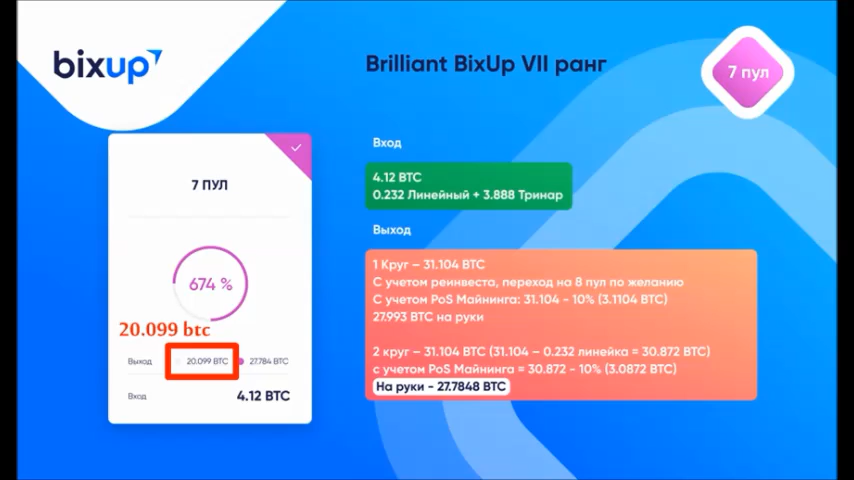 bixup
Brilliant BixUp VII ранг
7 пул
7 ПУЛ
674 %
20.099 btc
Выход 20.099 BTC 27.784 BTC
Вход 4.12 BTC
Вход
4.12 BTC
0.232 Линейный + 3.888 Тринар
Выход
1 Круг – 31.104 BTC
С учетом реинвеста, переход на 8 пул по желанию
С учетом PoS Майнинга: 31.104 - 10% (3.1104 BTC)
27.993 BTC на руки
2 круг – 31.104 BTC (31.104 – 0.232 линейка = 30.872 BTC)
с учетом PoS Майнинга = 30.872 - 10% (3.0872 BTC)
На руки - 27.7848 BTC